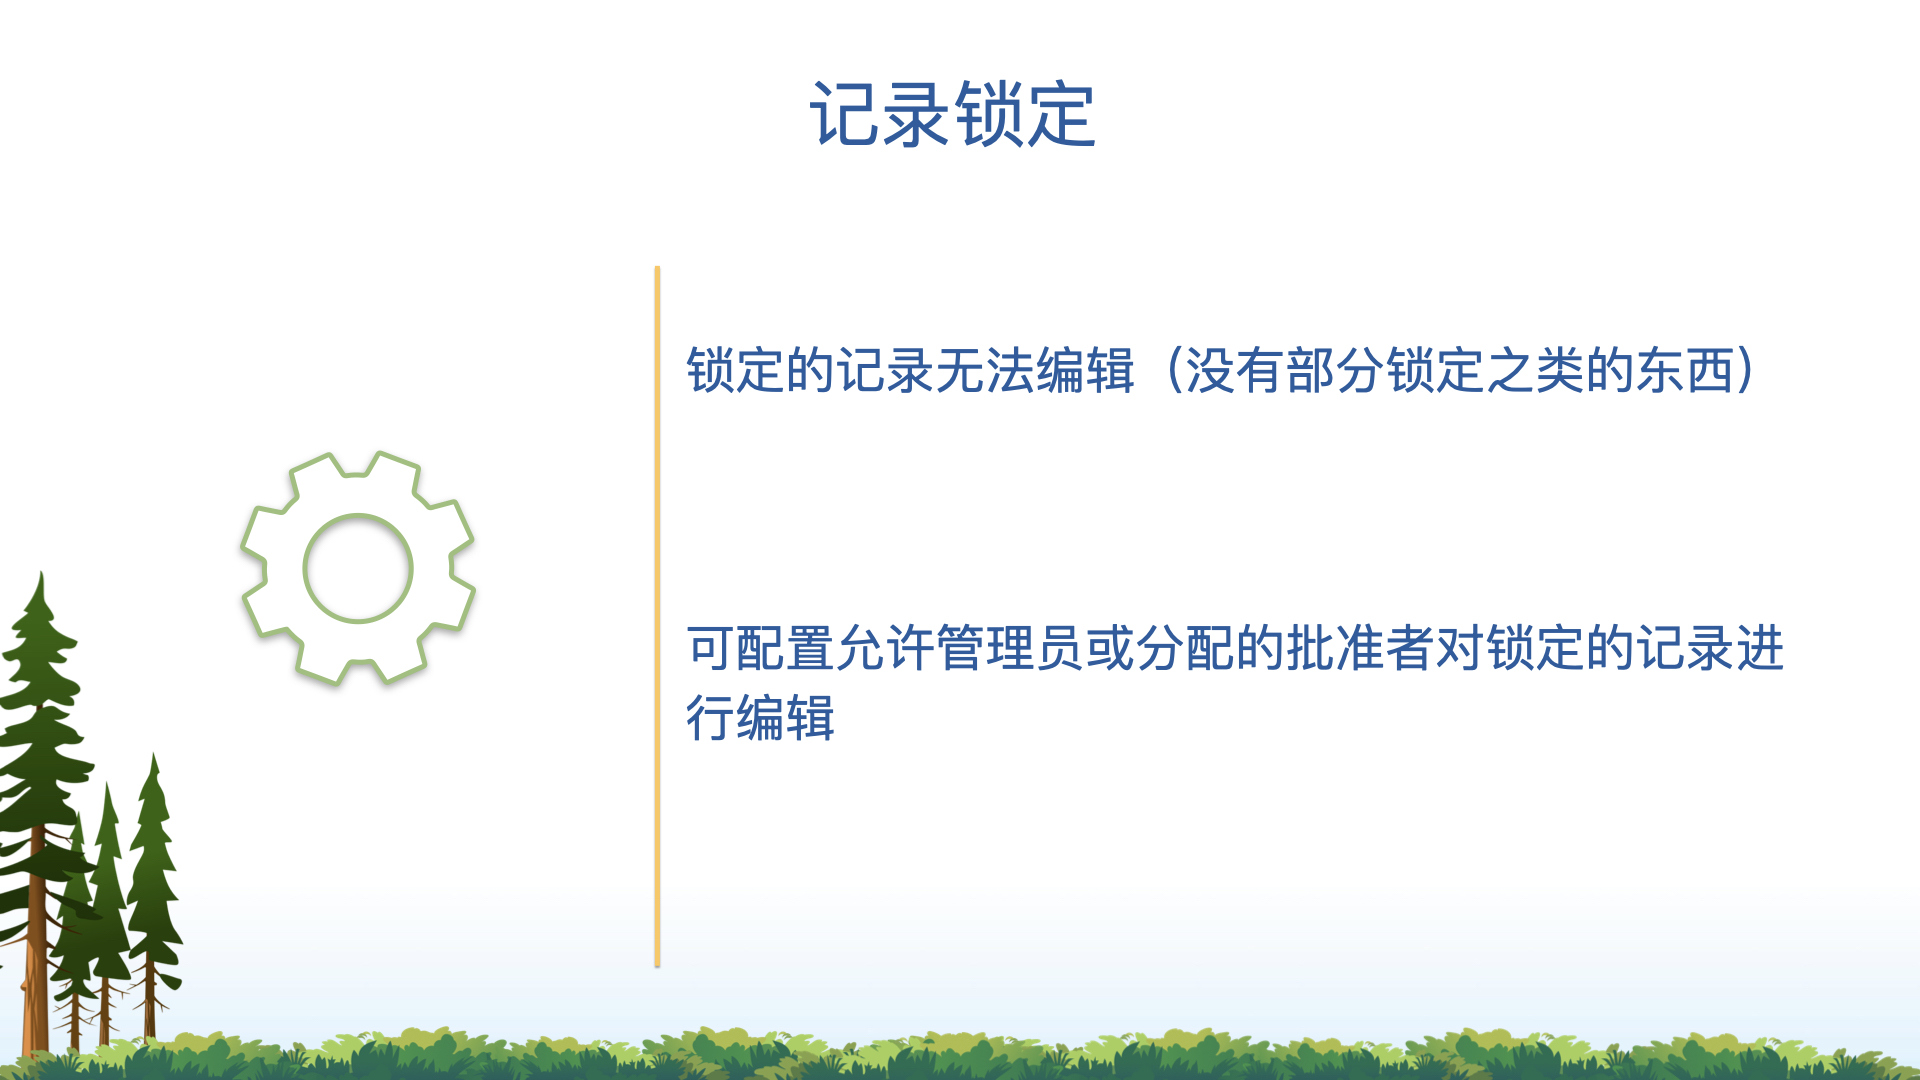 记录锁定
锁定的记录无法编辑（没有部分锁定之类的东西）
可配置允许管理员或分配的批准者对锁定的记录进
行编辑